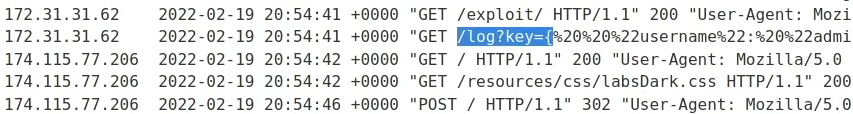 172.31.31.62 2022-02-19 20:54:41 +0000 "GET /exploit/ HTTP/1.1" 200 "User-Agent: Mozi
172.31.31.62 2022-02-19 20:54:41 +0000 "GET /log?key={%20%20%22username%22:%20%22admi
174.115.77.206 2022-02-19 20:54:42 +0000 "GET / HTTP/1.1" 200 "User-Agent: Mozilla/5.0
174.115.77.206 2022-02-19 20:54:42 +0000 "GET /resources/css/labsDark.css HTTP/1.1" 200
174.115.77.206 2022-02-19 20:54:46 +0000 "POST / HTTP/1.1" 302 "User-Agent: Mozilla/5.0